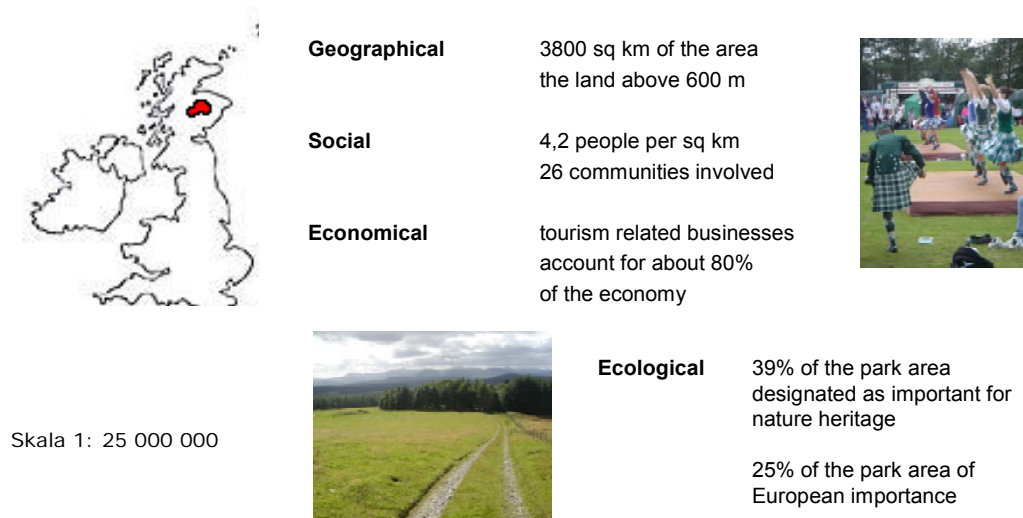 Geographical
3800 sq km of the area
the land above 600 m
Social
4,2 people per sq km
26 communities involved
Economical
tourism related businesses
account for about 80%
of the economy
Skala 1: 25 000 000
Ecological
39% of the park area
designated as important for
nature heritage
25% of the park area of
European importance